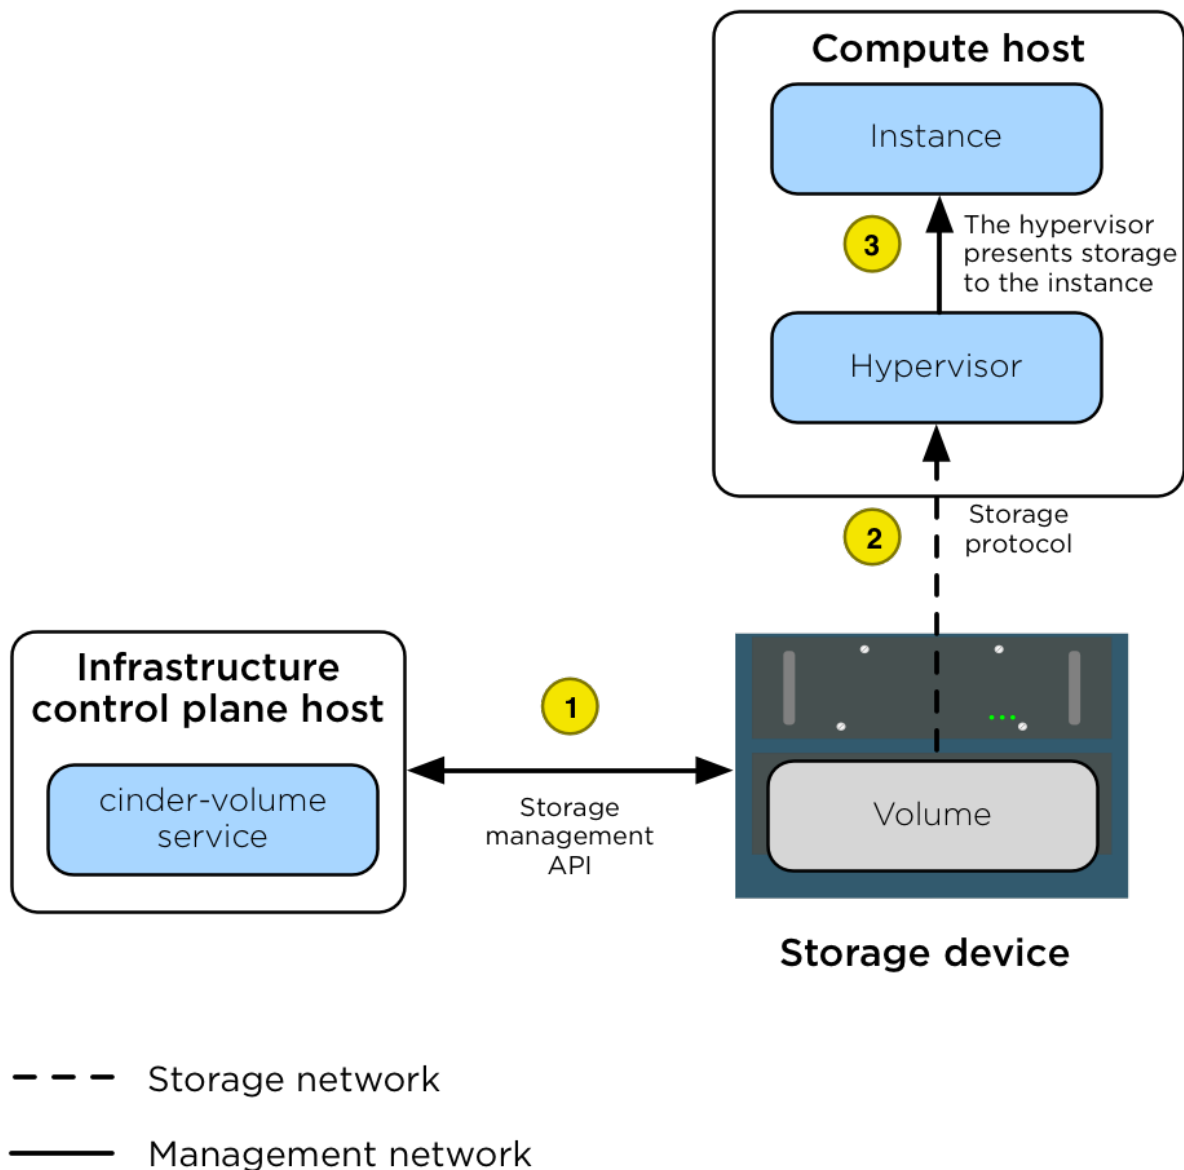 Compute host
Instance
3
The hypervisor
presents storage
to the instance
Hypervisor
2
Storage
protocol
Infrastructure
control plane host
cinder-volume
service
1
Storage
management
API
Volume
Storage device
Storage network
Management network